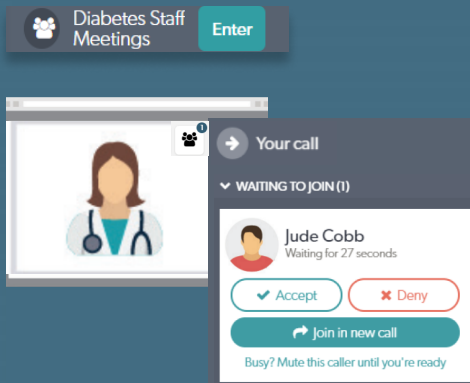 Diabetes Staff
Meetings
Enter
1
Your call
WAITING TO JOIN (1)
Jude Cobb
Waiting for 27 seconds
Accept
Deny
Join in new call
Busy? Mute this caller until you're ready